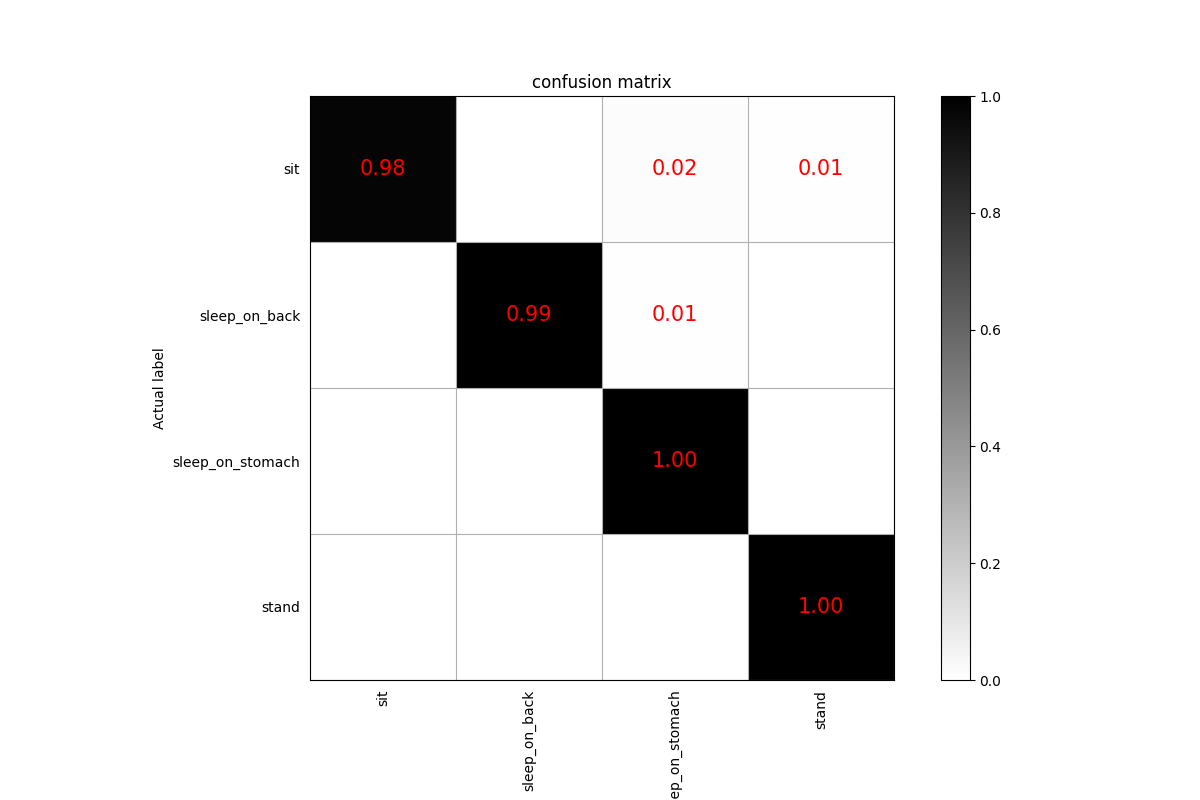 confusion matrix
sit
0.98
0.02
0.01
sleep_on_back
0.99
0.01
sleep_on_stomach
1.00
stand
1.00
Actual label
sit
sleep_on_back
ep_on_stomach
stand
1.0
0.8
0.6
0.4
0.2
0.0